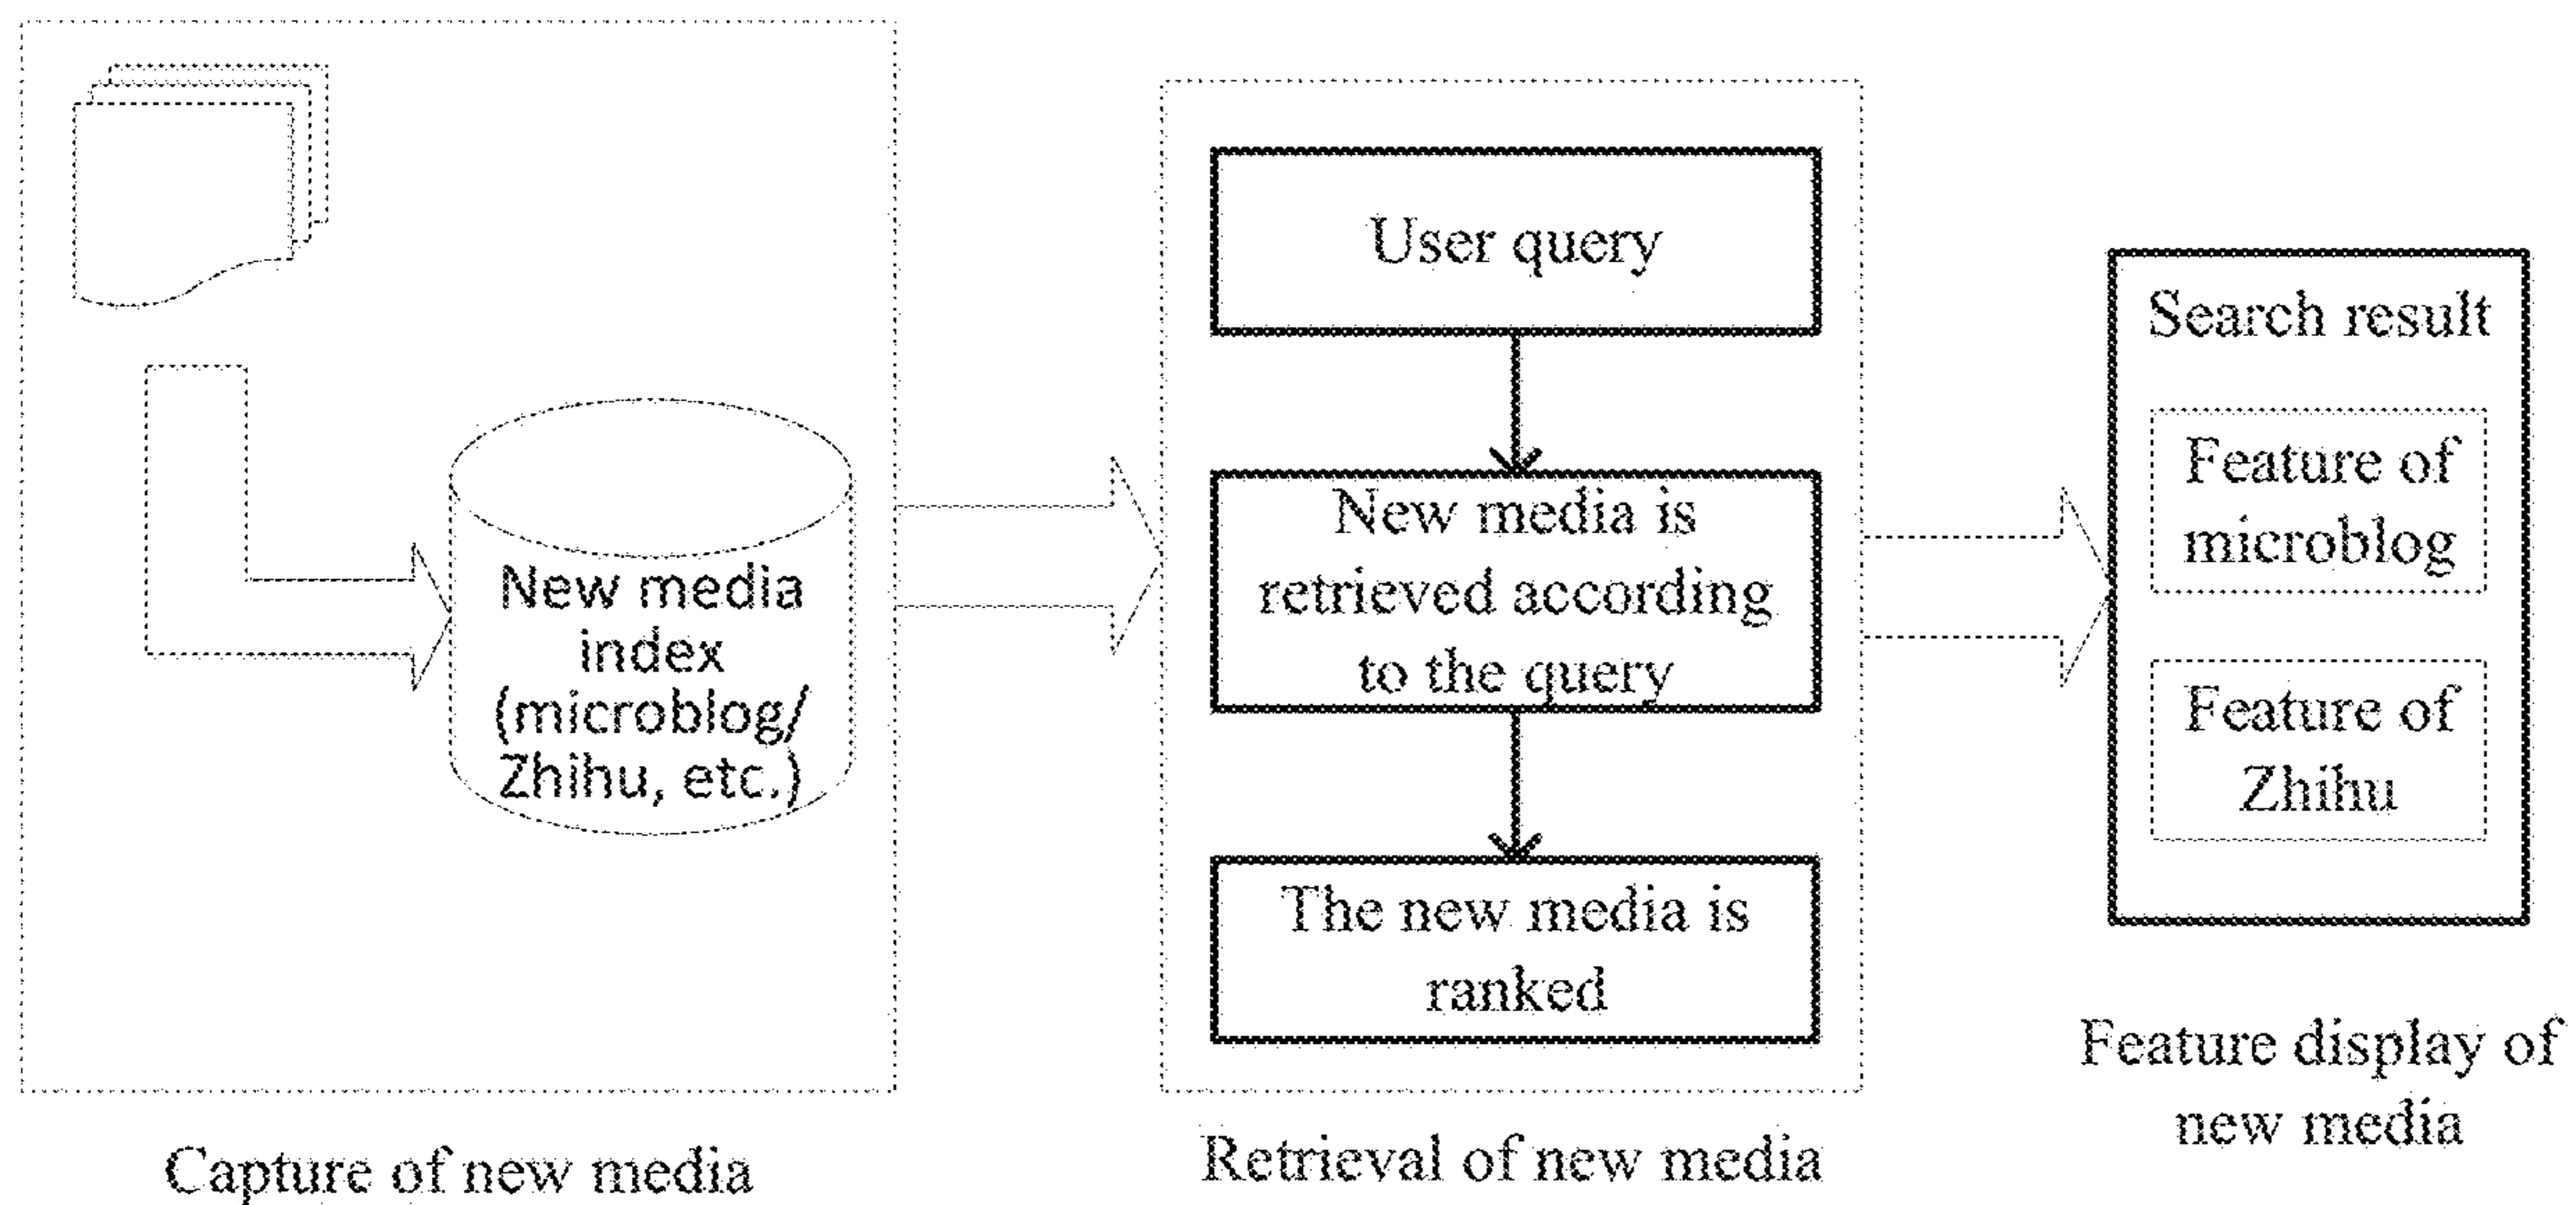 New media
index
(microblog/
Zhihu, etc.)
Capture of new media
User query
New media is
retrieved according
to the query
The new media is
ranked
Retrieval of new media
Search result
Feature of
microblog
Feature of
Zhihu
Feature display of
new media